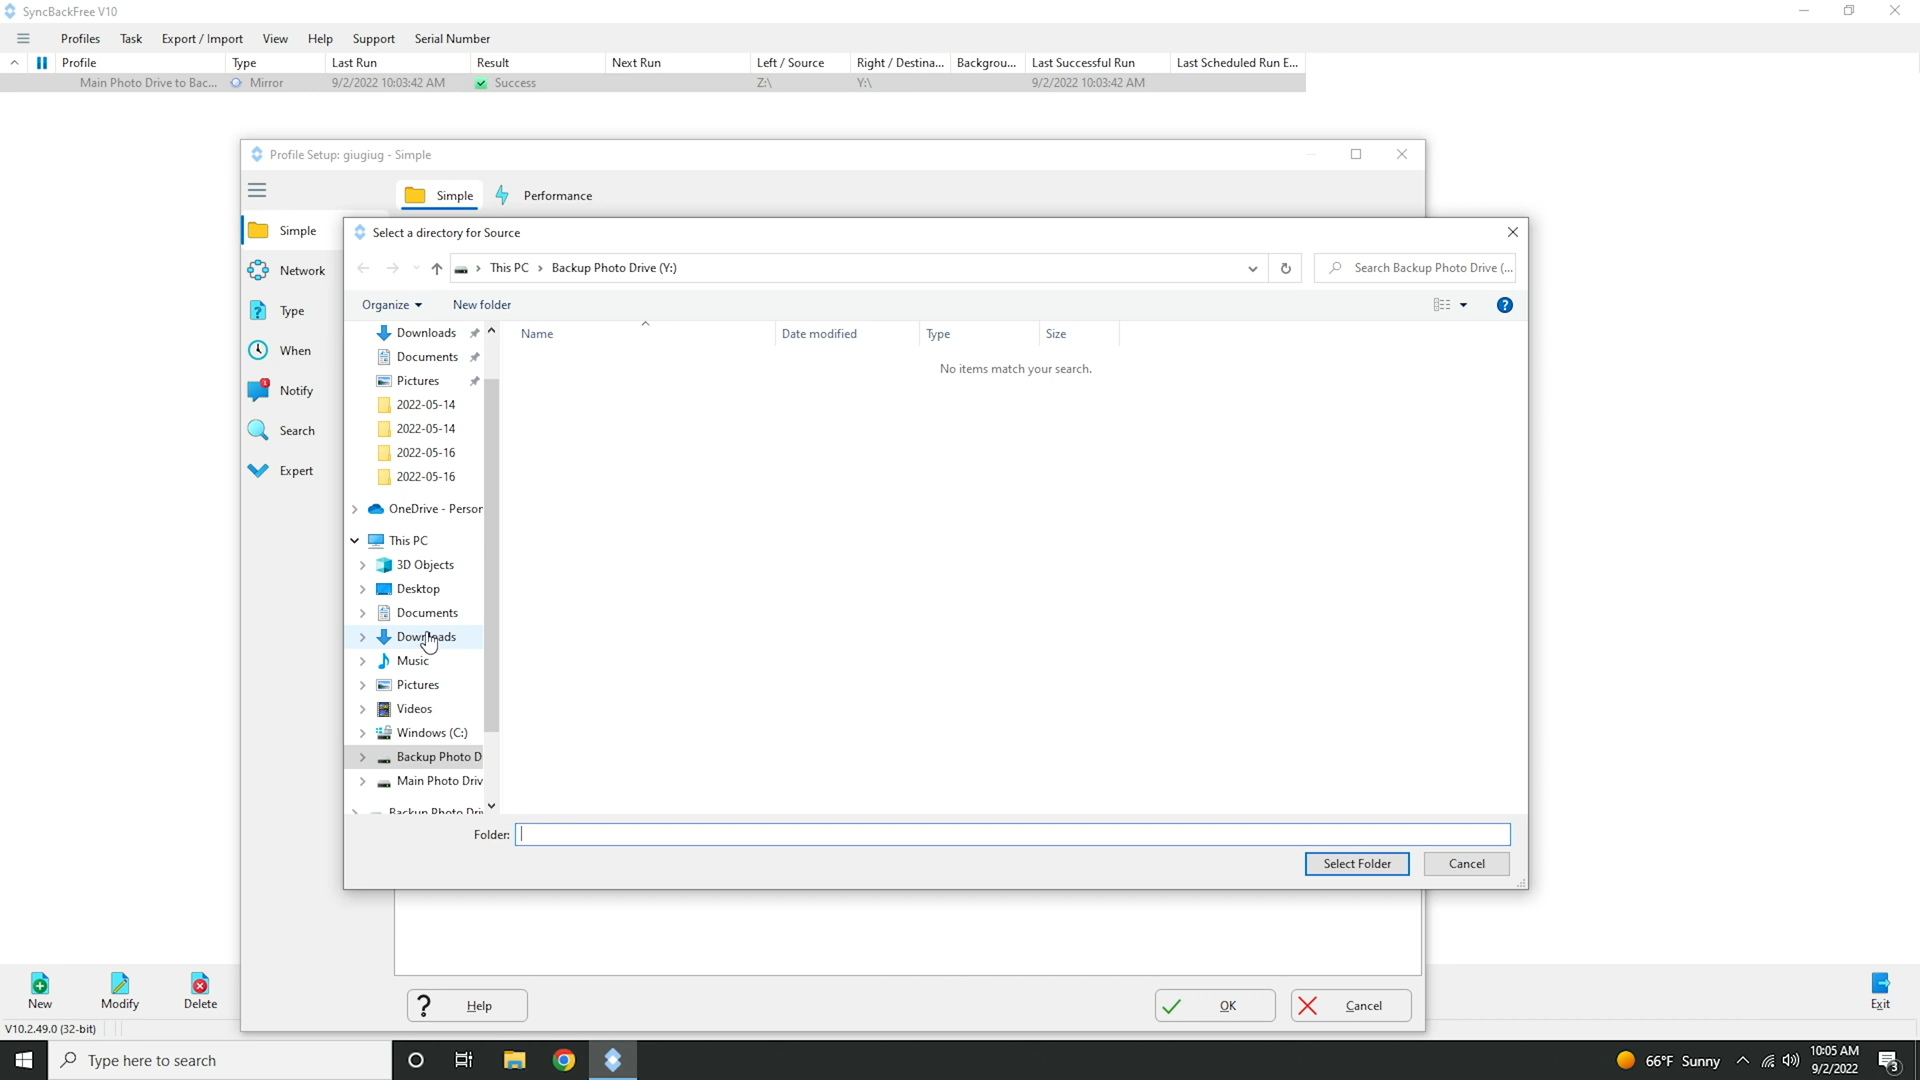 SyncBackFree V10
Profiles Task Export / Import View Help Support Serial Number
Profile Type Last Run Result Next Run Left / Source Right / Destina... Backgrou... Last Successful Run Last Scheduled Run E...
Main Photo Drive to Bac... Mirror 9/2/2022 10:03:42 AM Success Z:\ Y:\ 9/2/2022 10:03:42 AM
Profile Setup: giugiug - Simple
Simple Performance
Simple
Network
Type
When
Notify
Search
Expert
Select a directory for Source
This PC > Backup Photo Drive (Y:)
Search Backup Photo Drive (...
Organize New folder
Name Date modified Type Size
No items match your search.
Downloads
Documents
Pictures
2022-05-14
2022-05-14
2022-05-16
2022-05-16
OneDrive - Person
This PC
3D Objects
Desktop
Documents
Downloads
Music
Pictures
Videos
Windows (C:)
Backup Photo D
Main Photo Driv
Backup Photo Dri
Folder:
Select Folder Cancel
? Help OK Cancel
New Modify Delete Exit
V10.2.49.0 (32-bit)
Type here to search
66°F Sunny
10:05 AM
9/2/2022
3